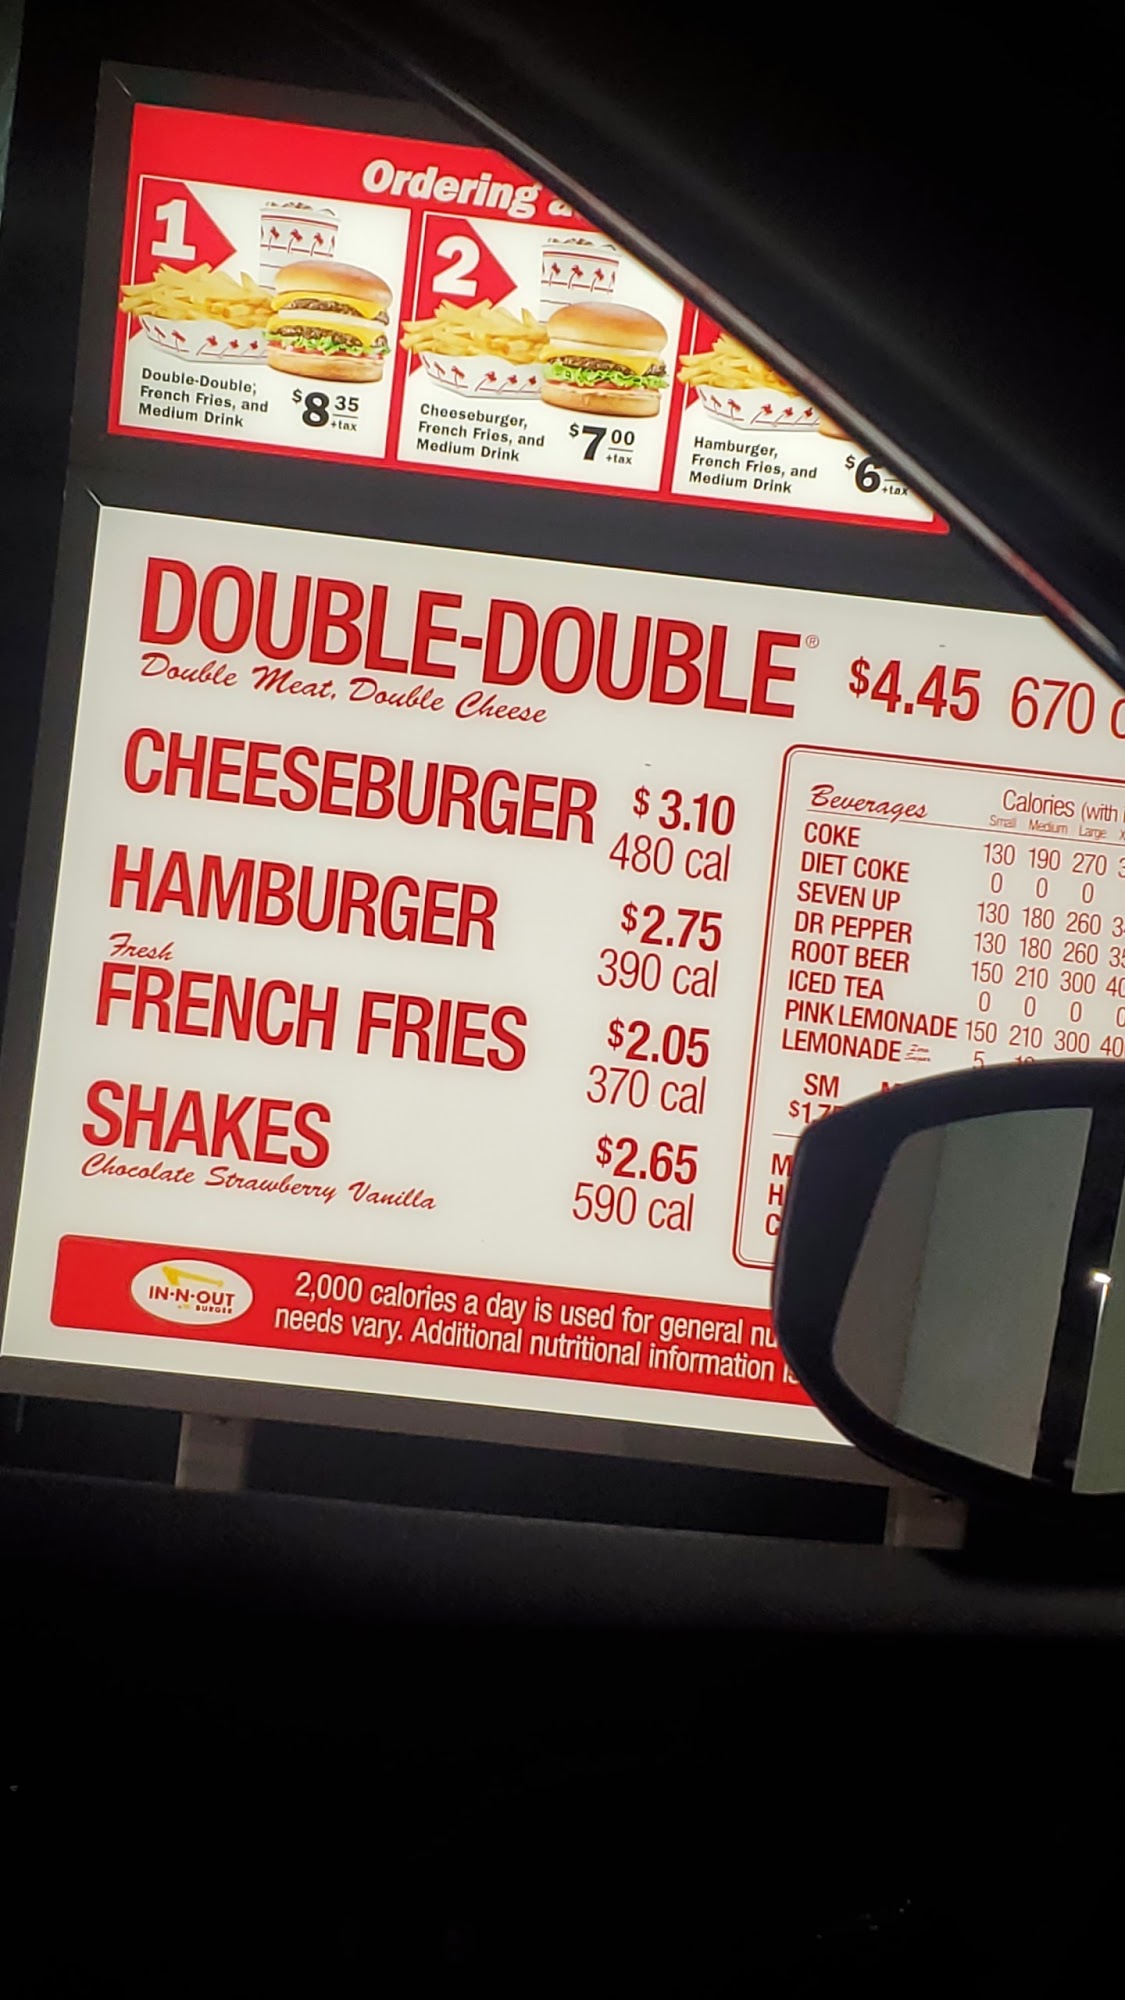 Ordering
1
Double-Double,
French Fries, and
Medium Drink
$8 35
+tax
2
Cheeseburger,
French Fries, and
Medium Drink
$7 00
+tax
Hamburger,
French Fries, and
Medium Drink
$6
+tax
DOUBLE-DOUBLE® $4.45 670
Double Meat, Double Cheese
CHEESEBURGER $3.10
480 cal
HAMBURGER $2.75
390 cal
Fresh
FRENCH FRIES $2.05
370 cal
SHAKES $2.65
Chocolate Strawberry Vanilla 590 cal
Beverages Calories (with
Small Medium Large
COKE 130 190 270
DIET COKE 0 0 0
SEVEN UP 130 180 260
DR PEPPER 130 180 260
ROOT BEER 150 210 300
ICED TEA 0 0 0
PINK LEMONADE 150 210 300
LEMONADE 5
SM
IN-N-OUT
BURGER
2,000 calories a day is used for general
needs vary. Additional nutritional information